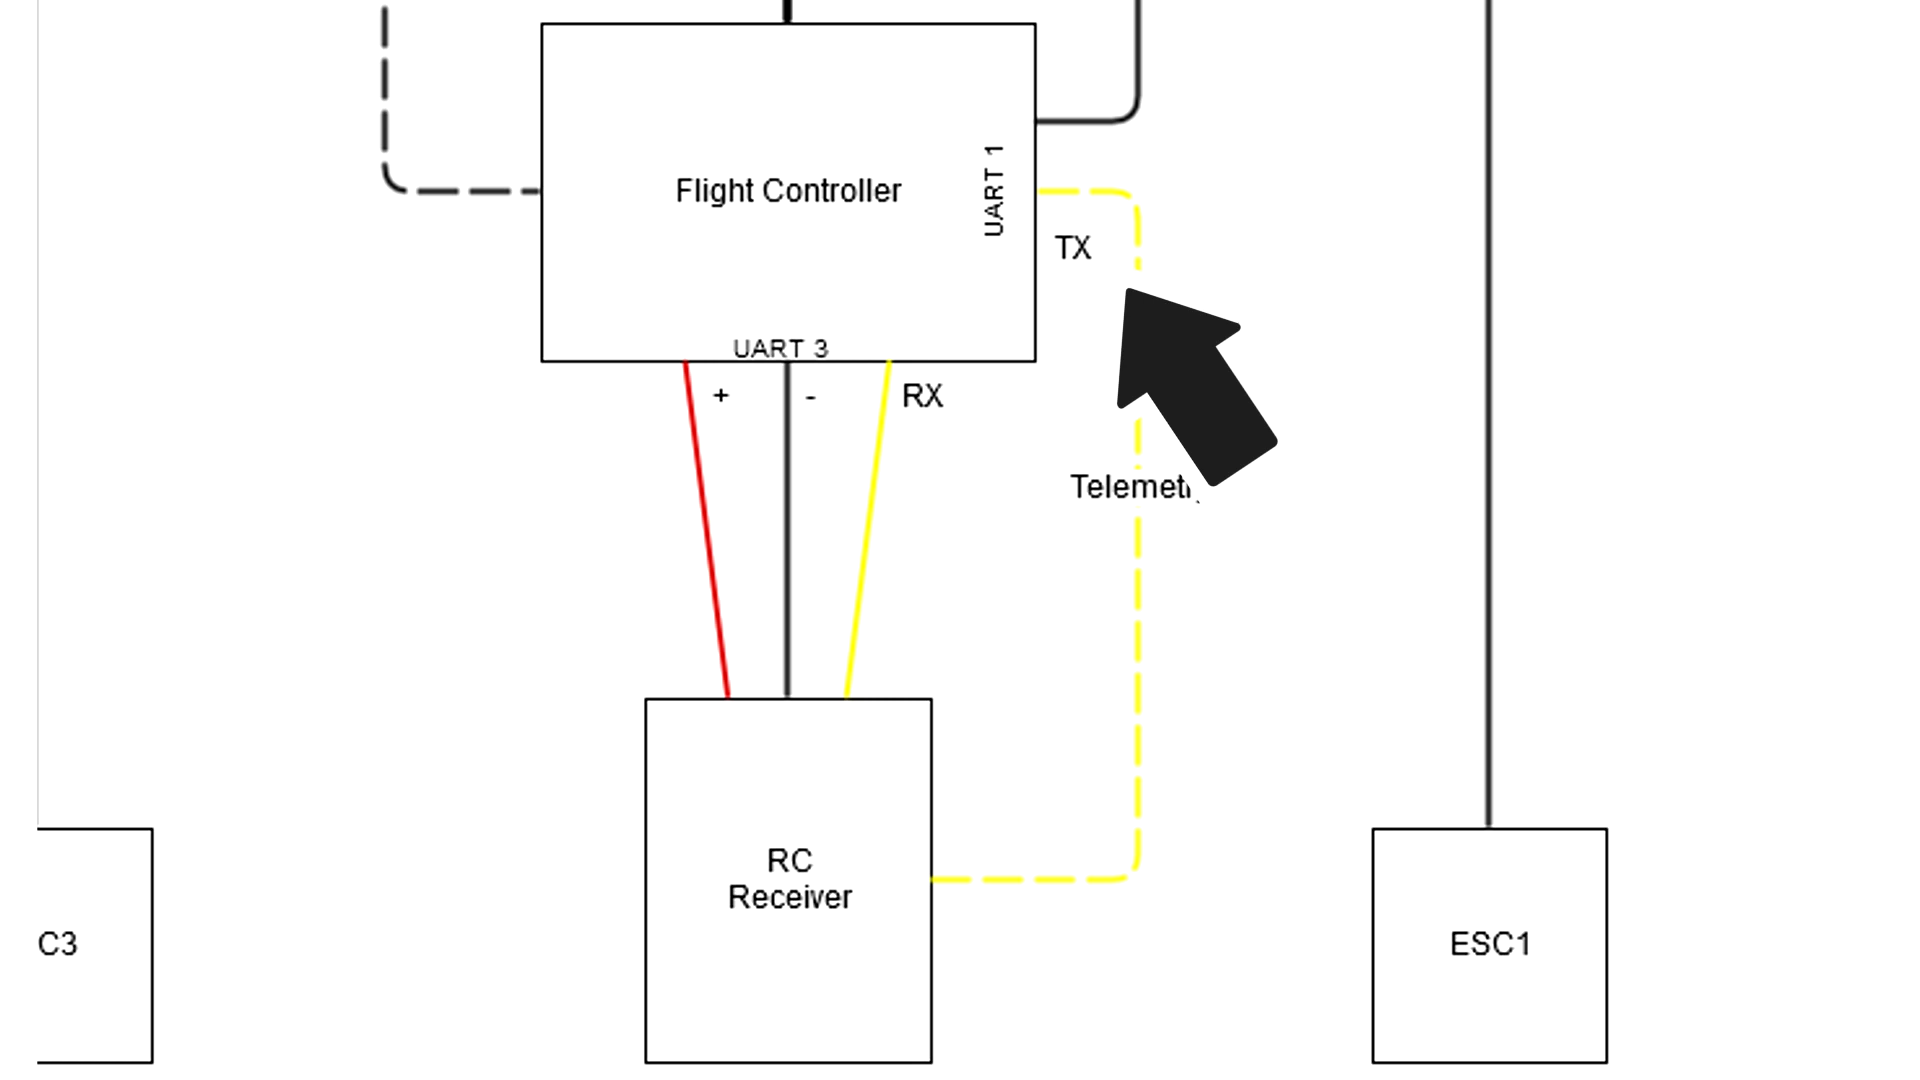 Flight Controller
UART 1
TX
UART 3
+
-
RX
RC
Receiver
C3
ESC1